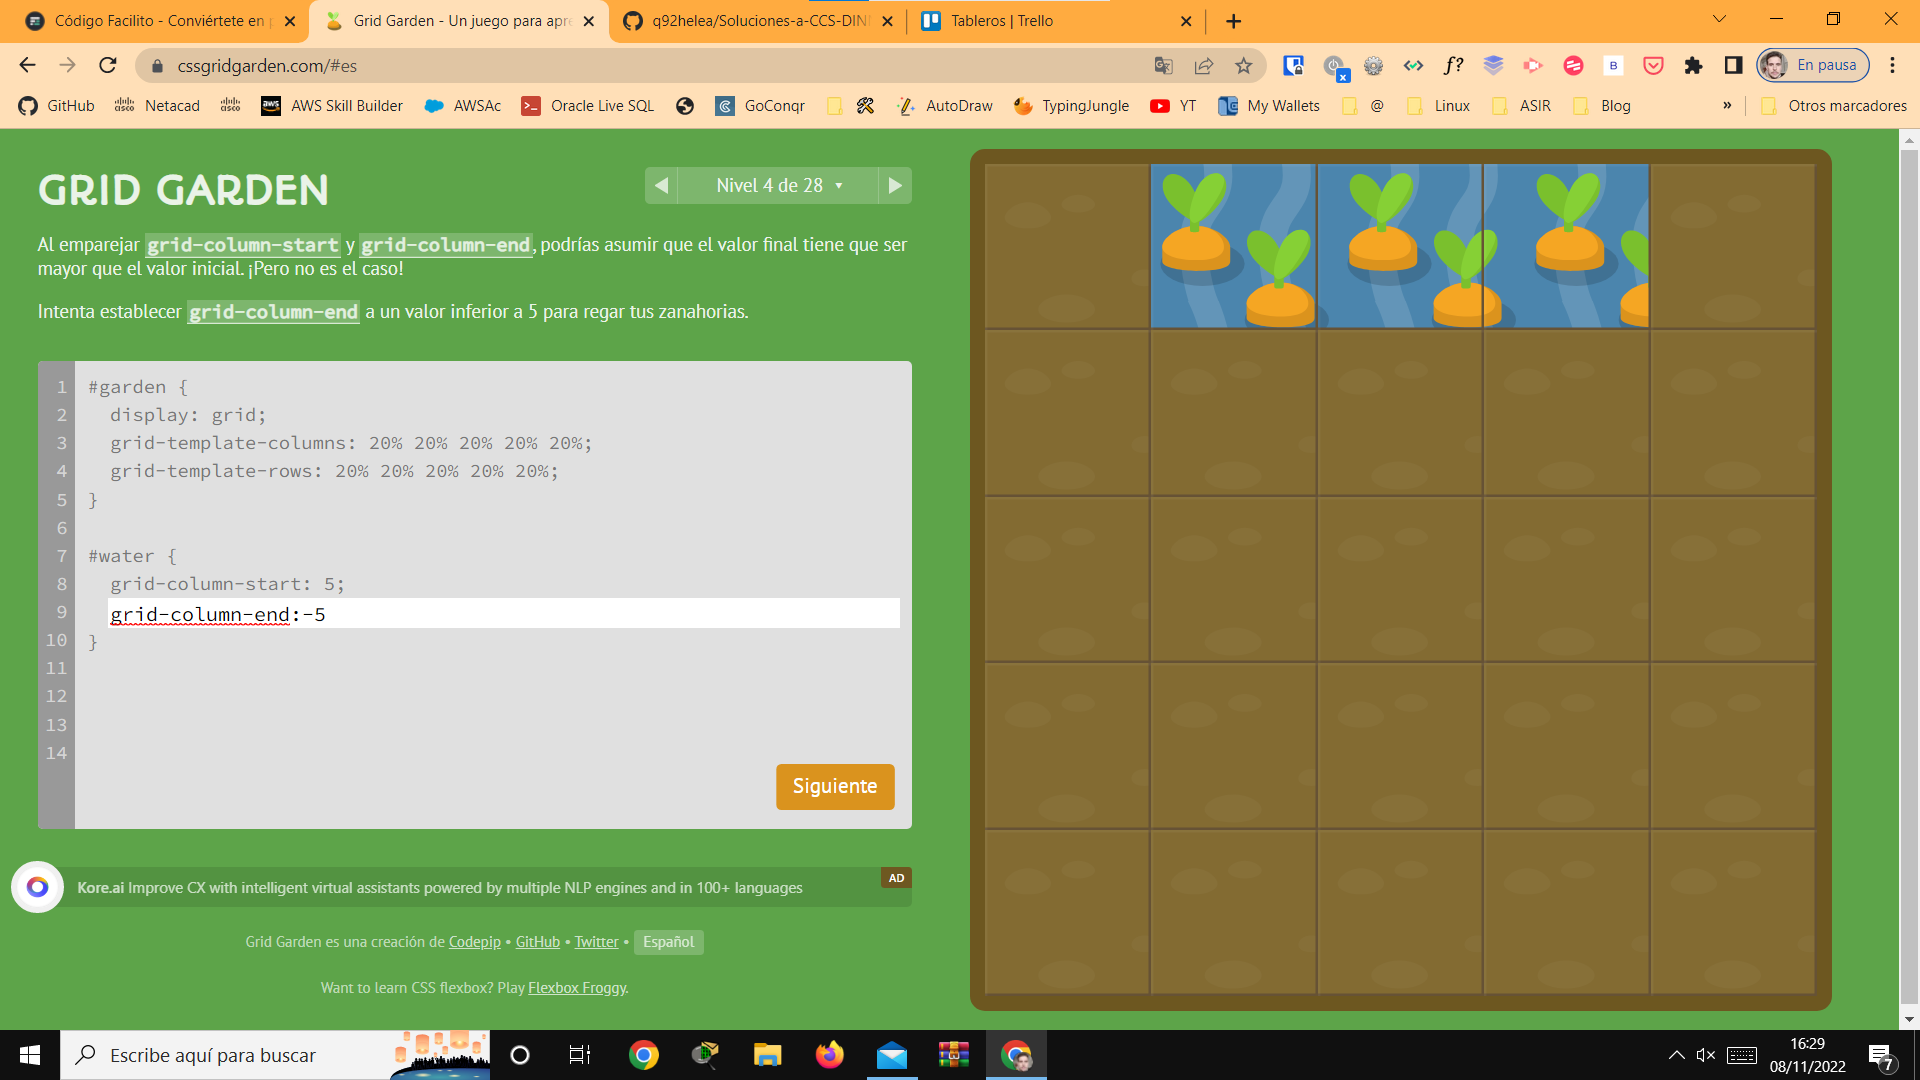 Código Facilito - Conviértete en p
Grid Garden - Un juego para apre
q92helea/Soluciones-a-CCS-DIN
Tableros | Trello
cssgridgarden.com/#es
f?
B
En pausa
GitHub
Netacad
AWS Skill Builder
AWSAc
Oracle Live SQL
GoConqr
AutoDraw
TypingJungle
YT
My Wallets
@
Linux
ASIR
Blog
»
Otros marcadores
GRID GARDEN
Nivel 4 de 28
Al emparejar grid-column-start y grid-column-end, podrías asumir que el valor final tiene que ser
mayor que el valor inicial. ¡Pero no es el caso!
Intenta establecer grid-column-end a un valor inferior a 5 para regar tus zanahorias.
1 #garden {
2 display: grid;
3 grid-template-columns: 20% 20% 20% 20% 20%;
4 grid-template-rows: 20% 20% 20% 20% 20%;
5 }
6
7 #water {
8 grid-column-start: 5;
9 grid-column-end:-5
10 }
11
12
13
14
Siguiente
Kore.ai Improve CX with intelligent virtual assistants powered by multiple NLP engines and in 100+ languages
AD
Grid Garden es una creación de Codepip • GitHub • Twitter • Español
Want to learn CSS flexbox? Play Flexbox Froggy.
Escribe aquí para buscar
16:29
08/11/2022
7